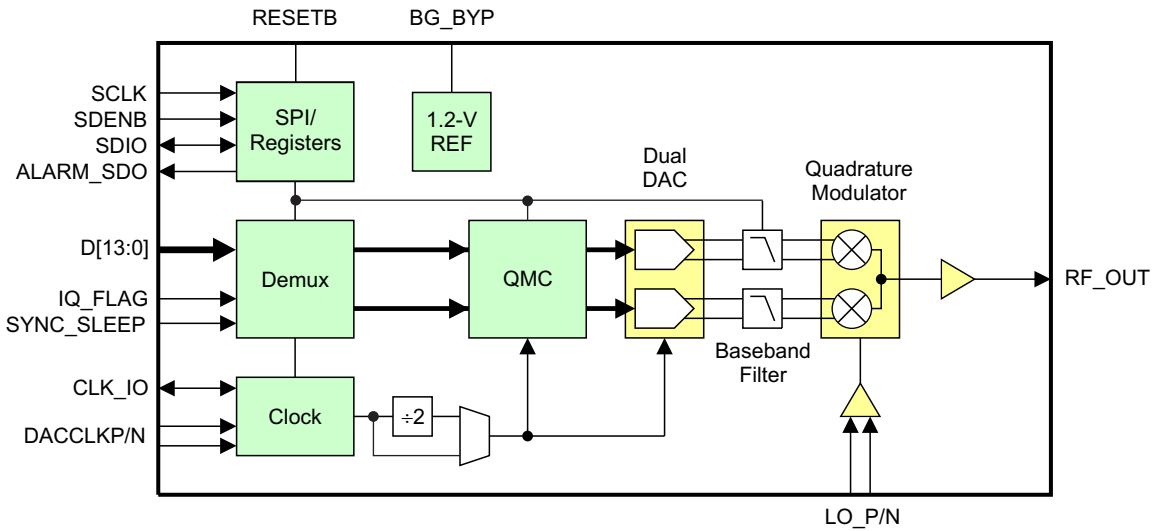 RESETB
BG_BYP
SCLK
SDENB
SDIO
ALARM_SDO
SPI/
Registers
1.2-V
REF
Dual
DAC
Quadrature
Modulator
D[13:0]
Demux
QMC
RF_OUT
IQ_FLAG
SYNC_SLEEP
Baseband
Filter
CLK_IO
DACCLKP/N
Clock
÷2
LO_P/N